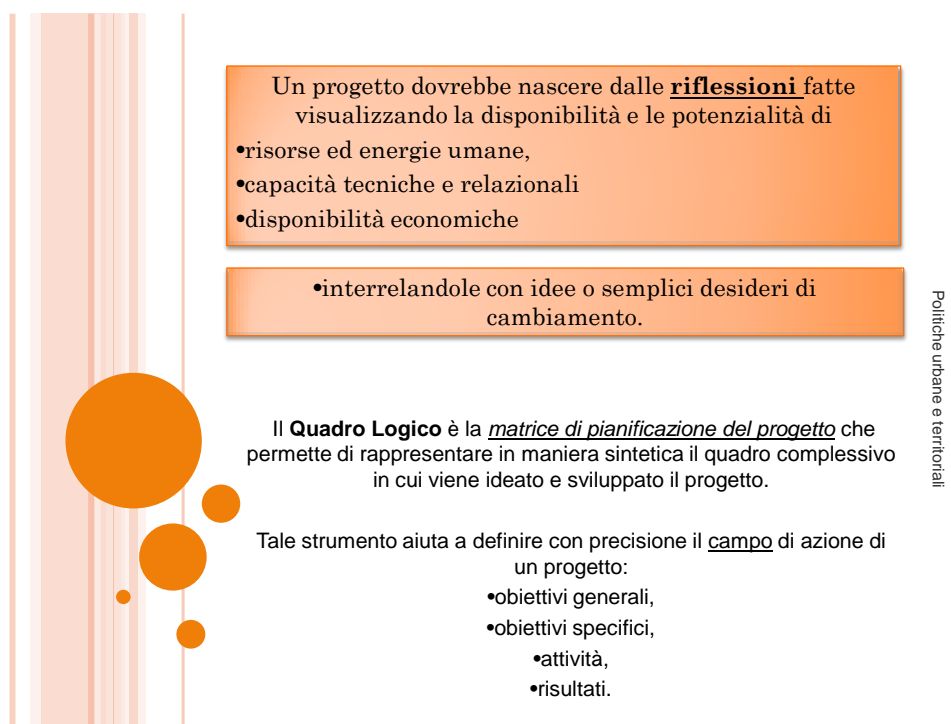 Un progetto dovrebbe nascere dalle riflessioni fatte
visualizzando la disponibilità e le potenzialità di
•risorse ed energie umane,
•capacità tecniche e relazionali
•disponibilità economiche
•interrelandole con idee o semplici desideri di
cambiamento.
Il Quadro Logico è la matrice di pianificazione del progetto che
permette di rappresentare in maniera sintetica il quadro complessivo
in cui viene ideato e sviluppato il progetto.
Tale strumento aiuta a definire con precisione il campo di azione di
un progetto:
•obiettivi generali,
•obiettivi specifici,
•attività,
•risultati.
Politiche urbane e territoriali